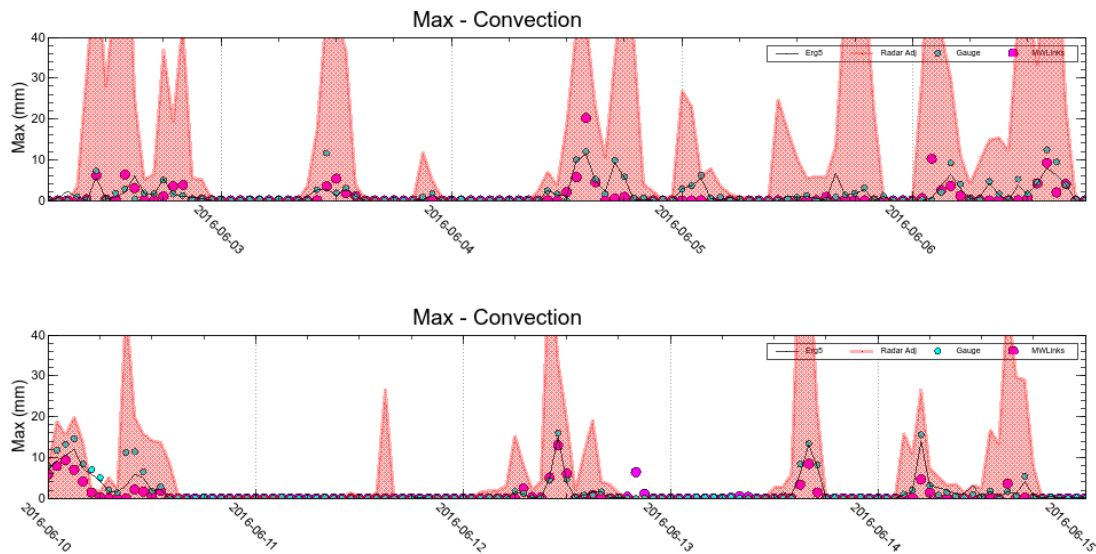 Max - Convection
40
30
20
10
0
Max (mm)
Erg5 Radar Adj Gauge MWLinks
2016-06-03 2016-06-04 2016-06-05 2016-06-06
Max - Convection
40
30
20
10
0
Max (mm)
Erg5 Radar Adj Gauge MWLinks
2016-06-10 2016-06-11 2016-06-12 2016-06-13 2016-06-14 2016-06-15